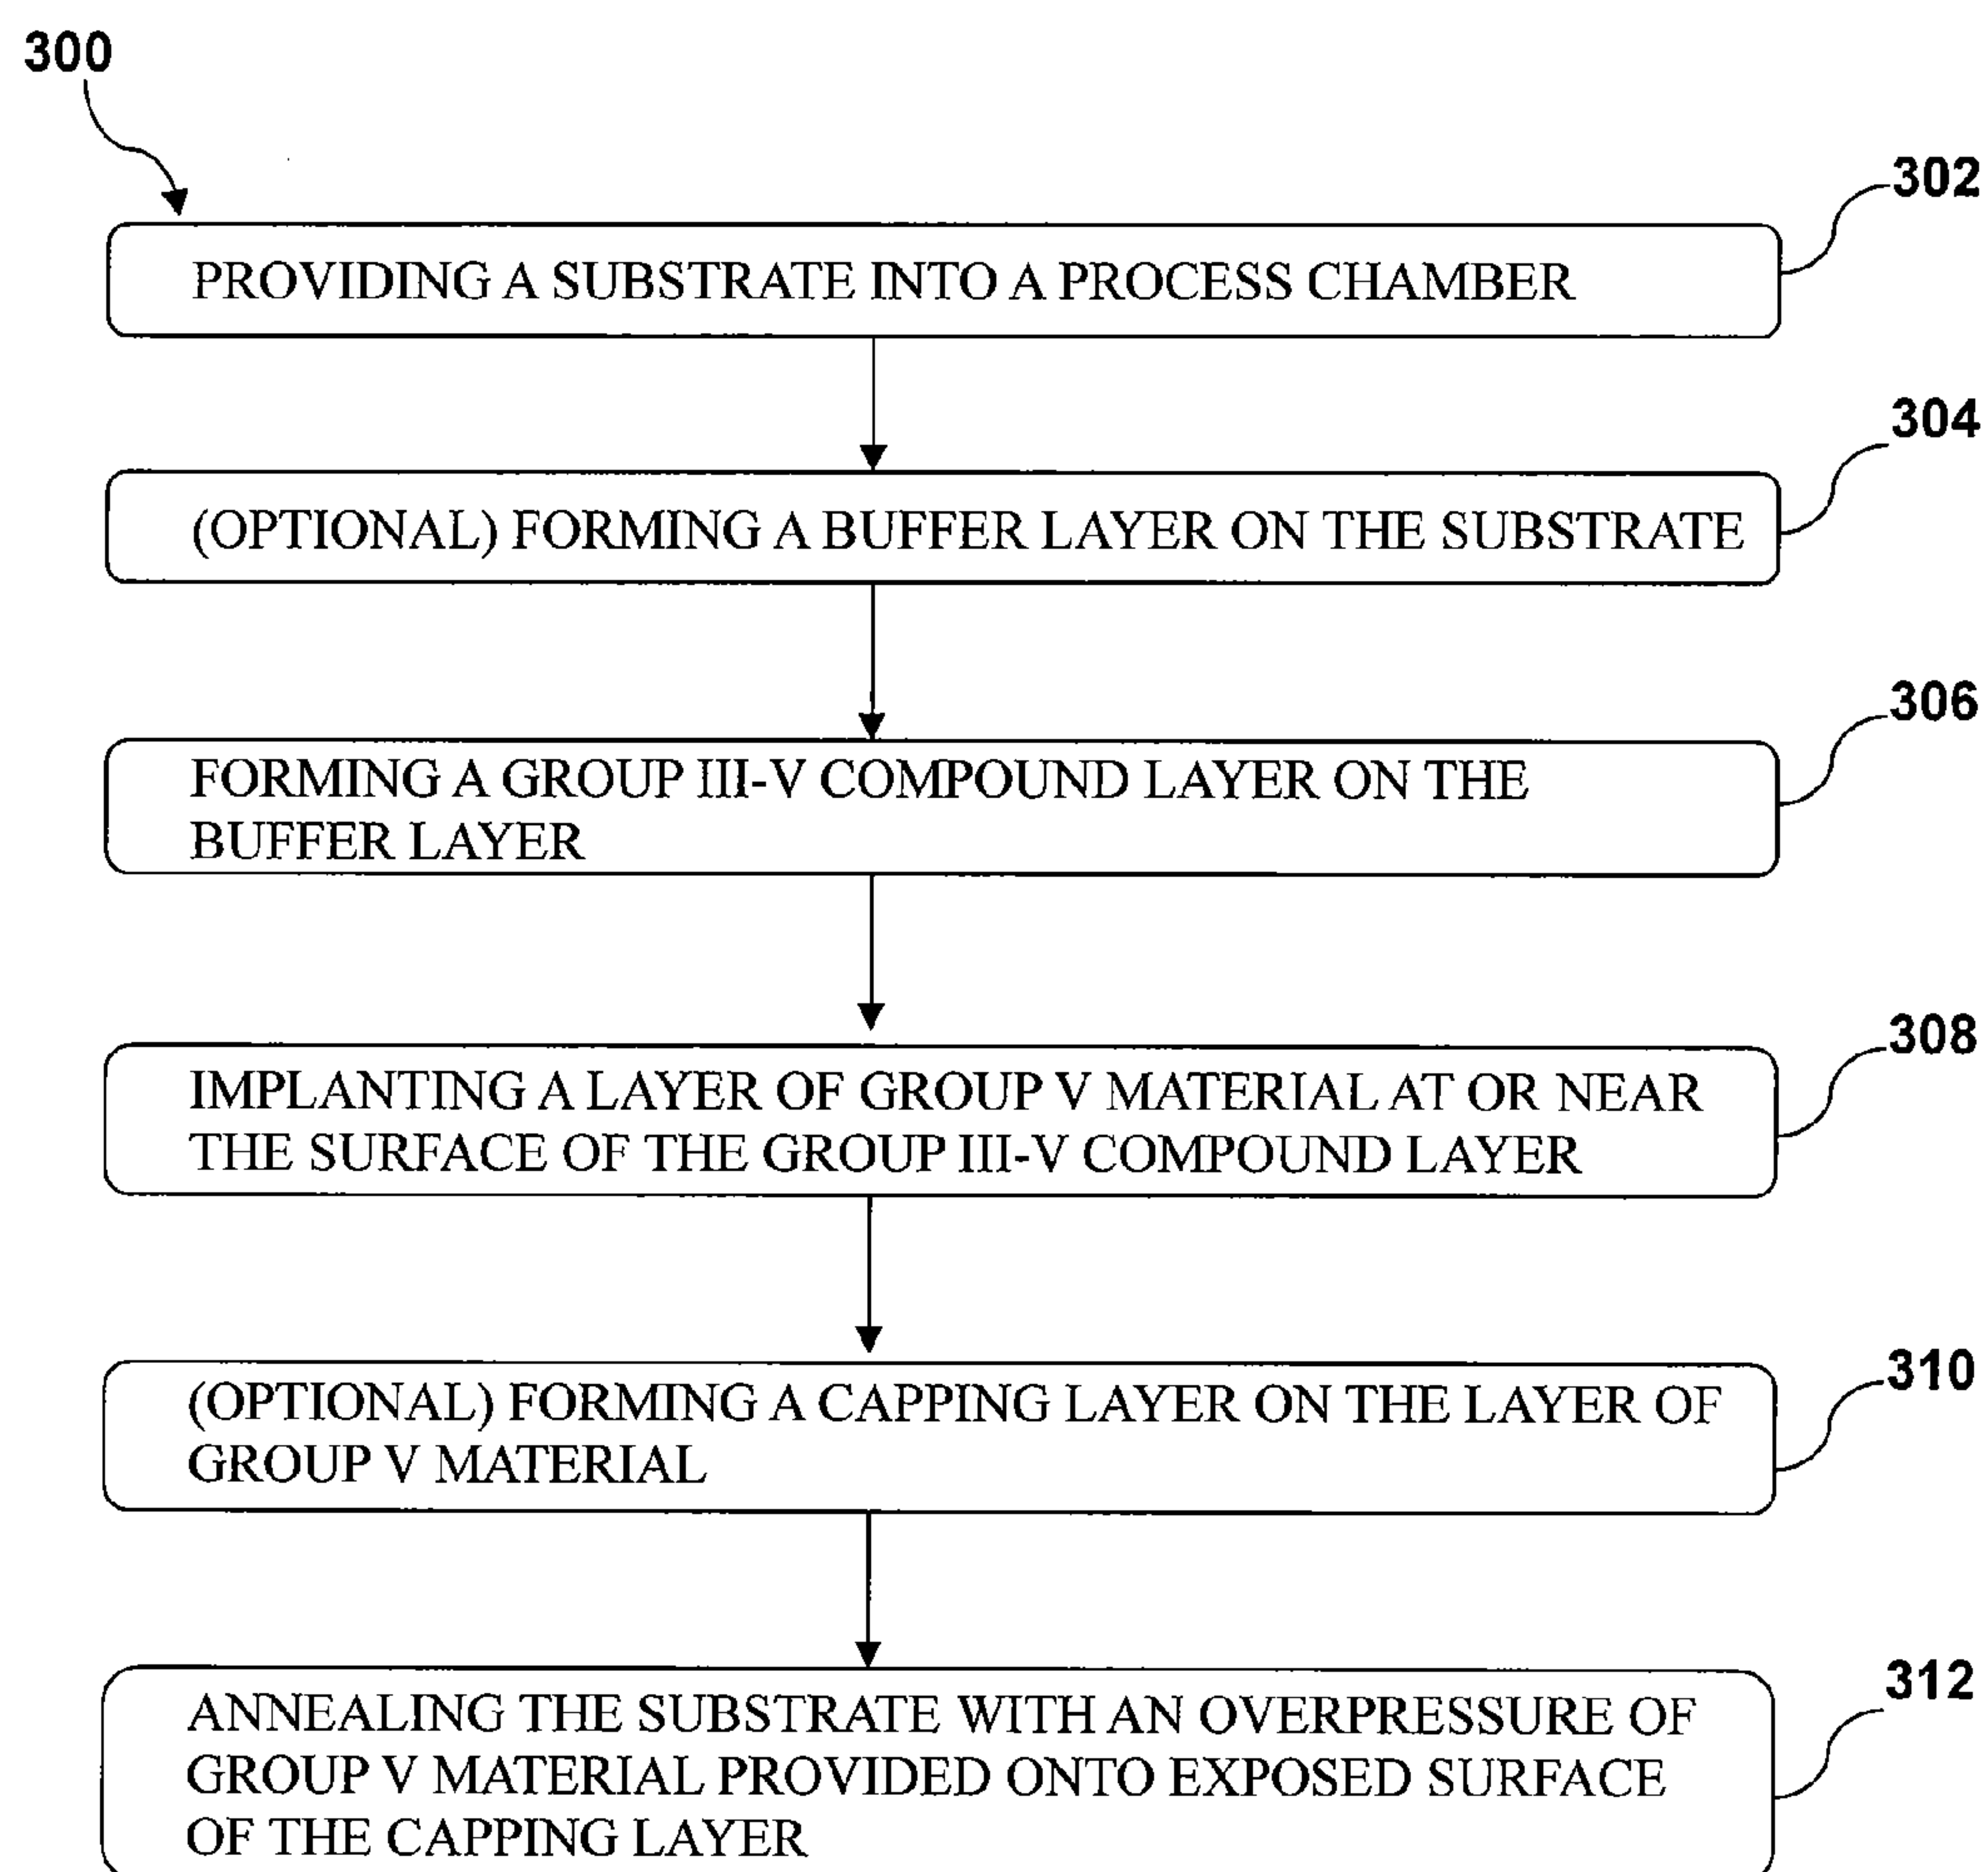 300
302
PROVIDING A SUBSTRATE INTO A PROCESS CHAMBER
304
(OPTIONAL) FORMING A BUFFER LAYER ON THE SUBSTRATE
306
FORMING A GROUP III-V COMPOUND LAYER ON THE
BUFFER LAYER
308
IMPLANTING A LAYER OF GROUP V MATERIAL AT OR NEAR
THE SURFACE OF THE GROUP III-V COMPOUND LAYER
310
(OPTIONAL) FORMING A CAPPING LAYER ON THE LAYER OF
GROUP V MATERIAL
312
ANNEALING THE SUBSTRATE WITH AN OVERPRESSURE OF
GROUP V MATERIAL PROVIDED ONTO EXPOSED SURFACE
OF THE CAPPING LAYER